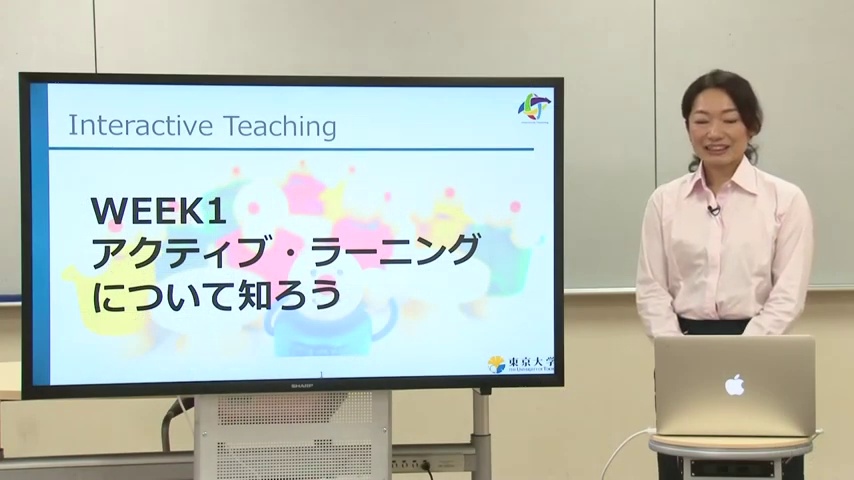 Interactive Teaching
WEEK1
アクティブ・ラーニング
について知ろう
東京大学
SHARP